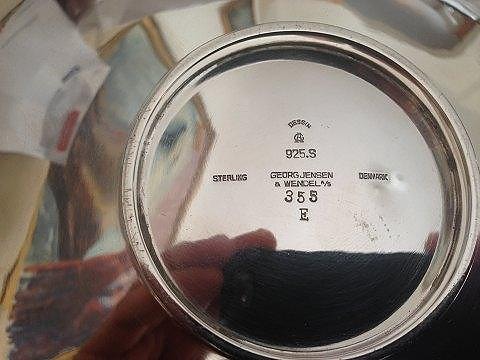 DESSIN
925.S
STERLING
GEORG JENSEN
& WENDEL A/S
DENMARK
355
E